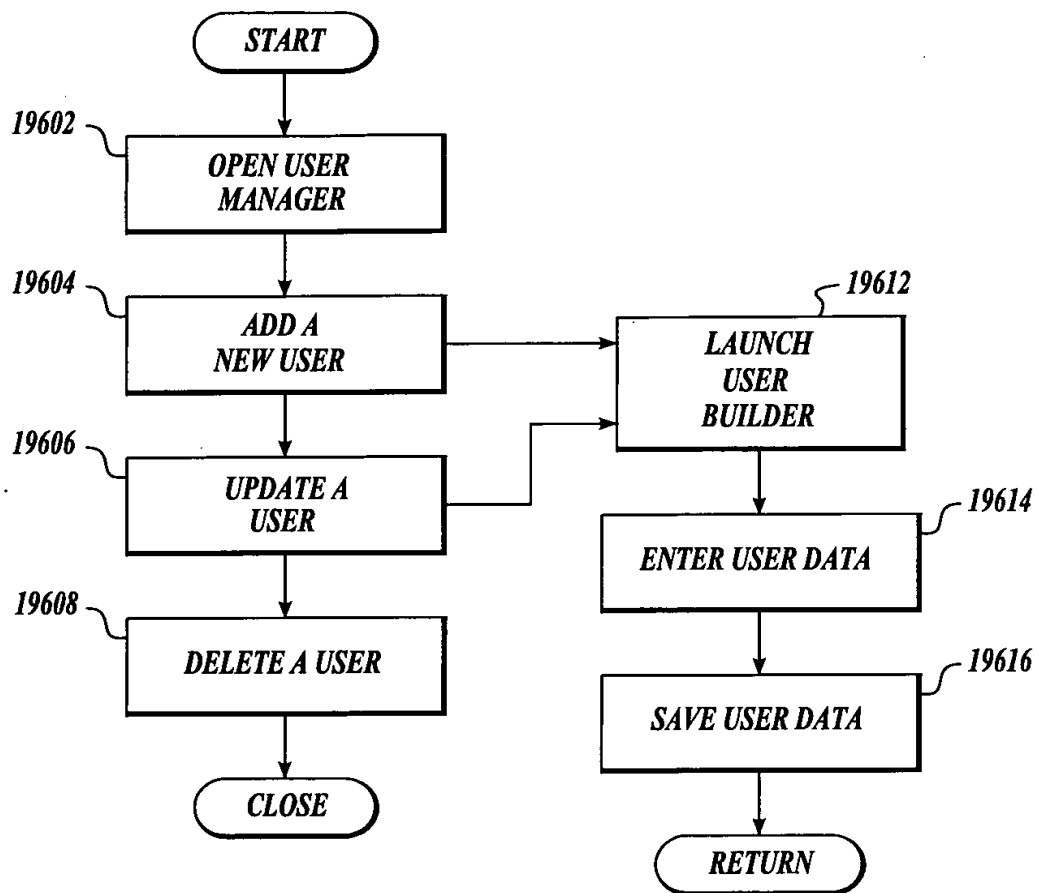 START
19602
OPEN USER
MANAGER
19604
ADD A
NEW USER
19606
UPDATE A
USER
19608
DELETE A USER
CLOSE
19612
LAUNCH
USER
BUILDER
19614
ENTER USER DATA
19616
SAVE USER DATA
RETURN